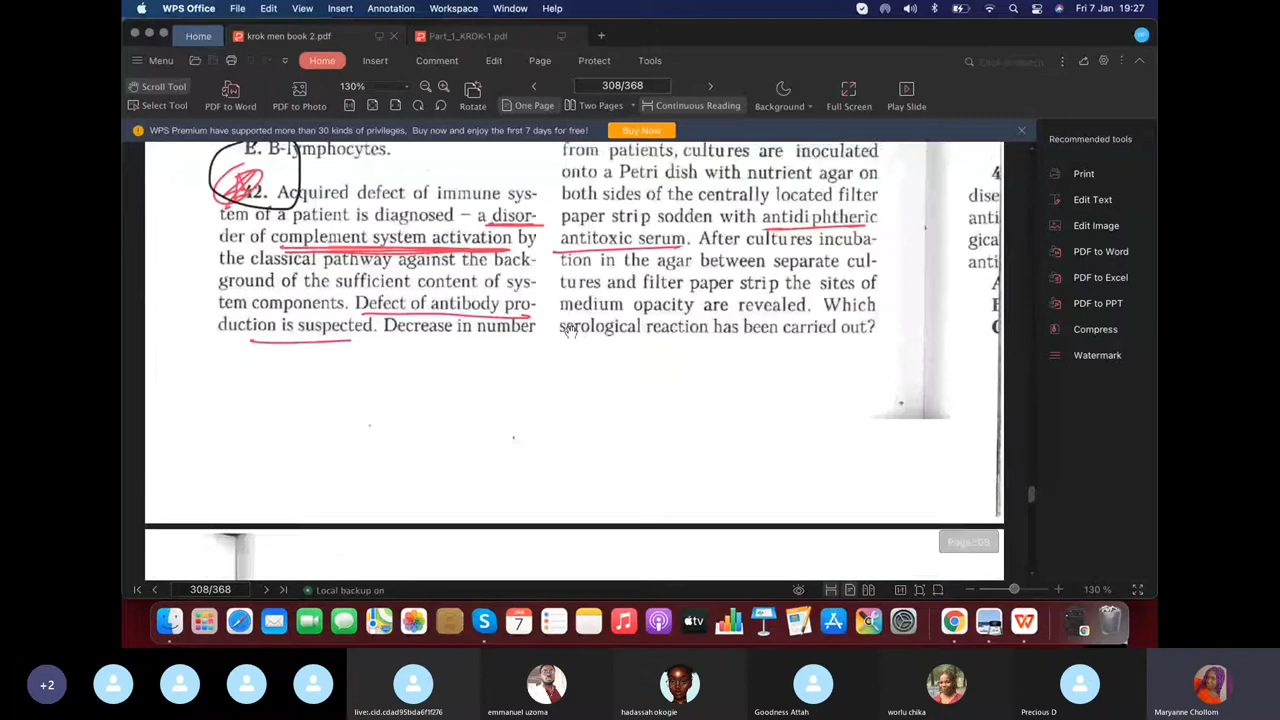 WPS Office File Edit View Insert Annotation Workspace Window Help Fri 7 Jan 19:27
Home krok men book 2.pdf Part_1_KROK-1.pdf
Menu Home Insert Comment Edit Page Protect Tools
Scroll Tool 130% 308/368
Select Tool PDF to Word PDF to Photo Rotate One Page Two Pages Continuous Reading Background Full Screen Play Slide
WPS Premium have supported more than 30 kinds of privileges, Buy now and enjoy the first 7 days for free! Buy Now
Recommended tools
Print
Edit Text
Edit Image
PDF to Word
PDF to Excel
PDF to PPT
Compress
Watermark
E. B-lymphocytes.
42. Acquired defect of immune sys-
tem of a patient is diagnosed – a disor-
der of complement system activation by
the classical pathway against the back-
ground of the sufficient content of sys-
tem components. Defect of antibody pro-
duction is suspected. Decrease in number
from patients, cultures are inoculated
onto a Petri dish with nutrient agar on
both sides of the centrally located filter
paper strip sodden with antidiphtheric
antitoxic serum. After cultures incuba-
tion in the agar between separate cul-
tures and filter paper strip the sites of
medium opacity are revealed. Which
serological reaction has been carried out?
4
dise
anti
gica
anti
308/368 Local backup on 130 %
JAN
7
tv
+2 live:.cid.cdad95bda6f1f276 emmanuel uzoma hadassah okogie Goodness Attah worlu chika Precious D Maryanne Chollom